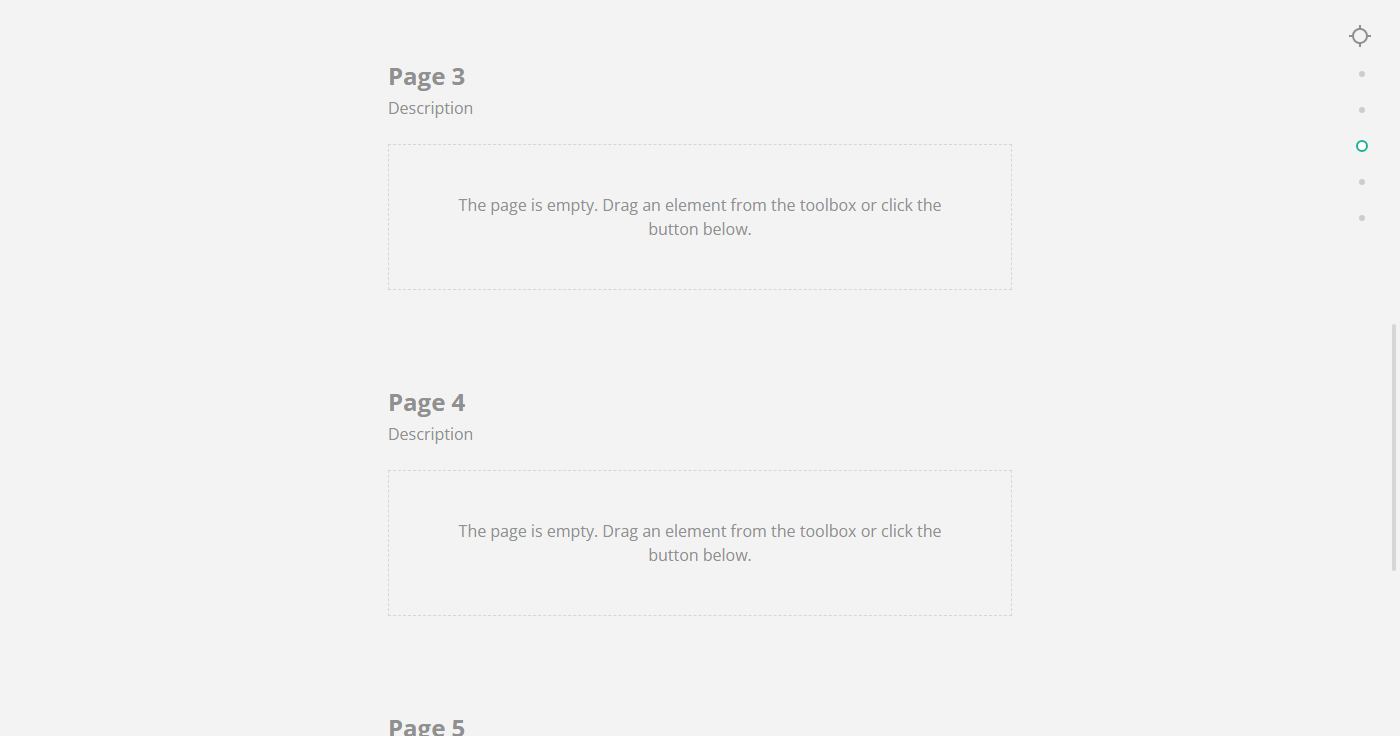 Page 3
Description
The page is empty. Drag an element from the toolbox or click the
button below.
Page 4
Description
The page is empty. Drag an element from the toolbox or click the
button below.
Page 5